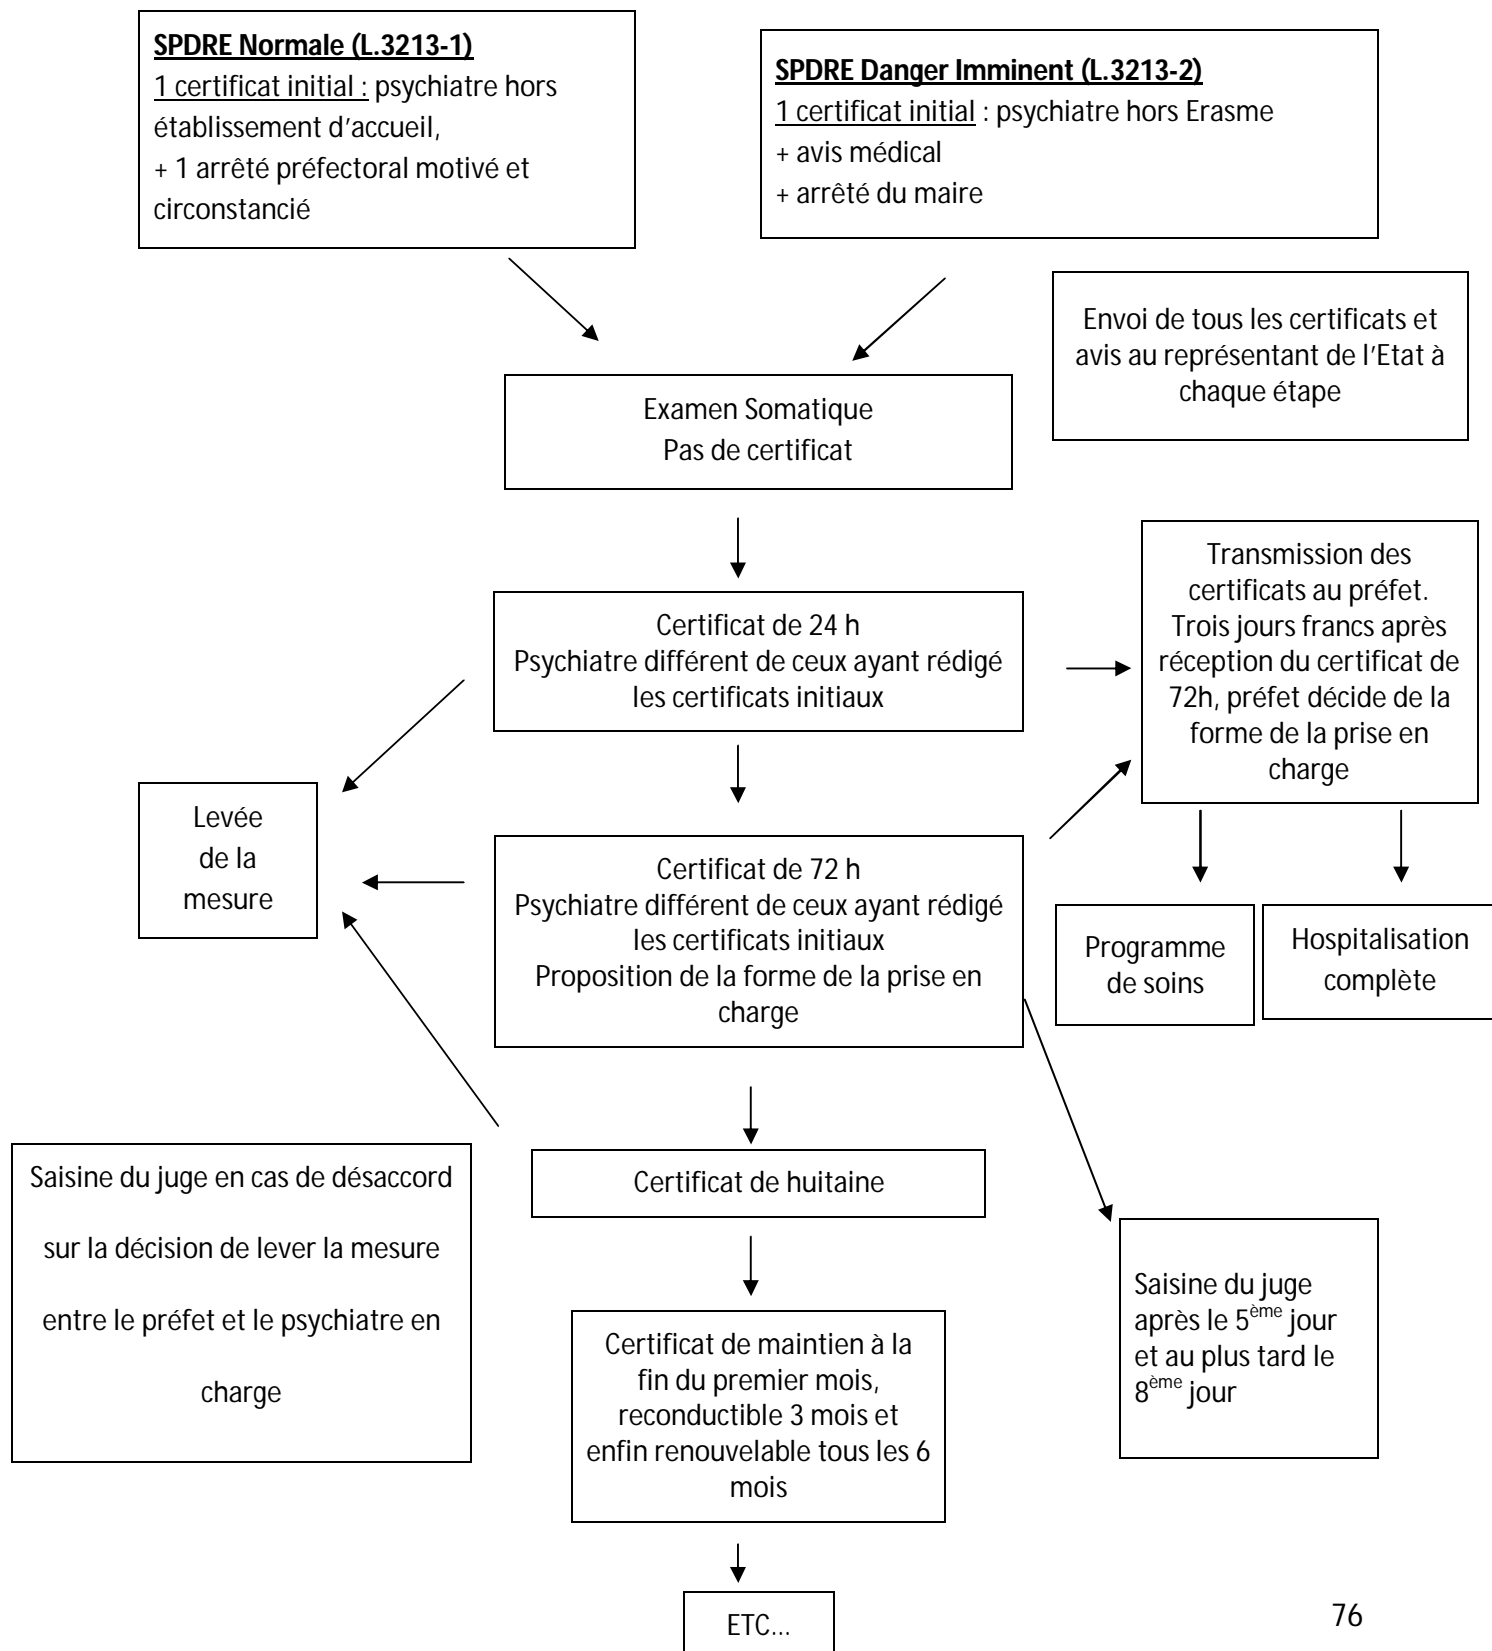 SPDRE Normale (L.3213-1)
1 certificat initial : psychiatre hors
établissement d'accueil,
+ 1 arrêté préfectoral motivé et
circonstancié
SPDRE Danger Imminent (L.3213-2)
1 certificat initial : psychiatre hors Erasme
+ avis médical
+ arrêté du maire
Envoi de tous les certificats et
avis au représentant de l'Etat à
chaque étape
Examen Somatique
Pas de certificat
Transmission des
certificats au préfet.
Trois jours francs après
réception du certificat de
72h, préfet décide de la
forme de la prise en
charge
Certificat de 24 h
Psychiatre différent de ceux ayant rédigé
les certificats initiaux
Levée
de la
mesure
Certificat de 72 h
Psychiatre différent de ceux ayant rédigé
les certificats initiaux
Proposition de la forme de la prise en
charge
Programme
de soins
Hospitalisation
complète
Saisine du juge en cas de désaccord
sur la décision de lever la mesure
entre le préfet et le psychiatre en
charge
Certificat de huitaine
Saisine du juge
après le 5ème jour
et au plus tard le
8ème jour
Certificat de maintien à la
fin du premier mois,
reconductible 3 mois et
enfin renouvelable tous les 6
mois
ETC...
76